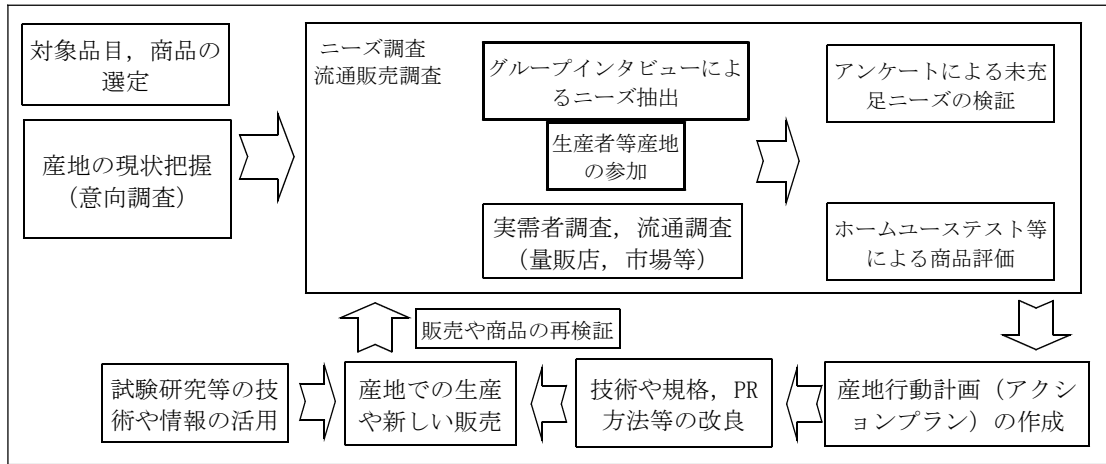 対象品目，商品の
選定
産地の現状把握
（意向調査）
ニーズ調査
流通販売調査
グループインタビューによ
るニーズ抽出
生産者等産地
の参加
実需者調査，流通調査
（量販店，市場等）
アンケートによる未充
足ニーズの検証
ホームユーステスト等
による商品評価
販売や商品の再検証
試験研究等の技
術や情報の活用
産地での生産
や新しい販売
技術や規格，PR
方法等の改良
産地行動計画（アクシ
ョンプラン）の作成